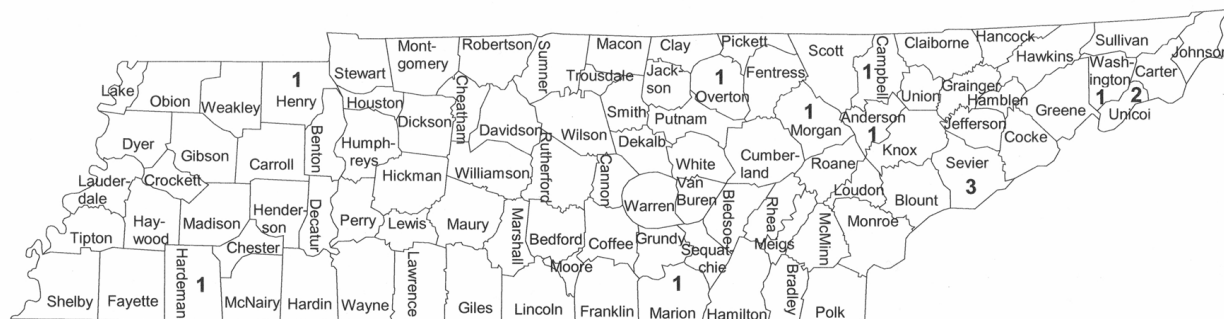 Lake
Obion
Weakley
1
Henry
Stewart
Mont-
gomery
Robertson
Sumner
Macon
Trousdale
Clay
Jack-
son
Pickett
1
Overton
Fentress
Scott
1
Campbell
Claiborne
Hancock
Hawkins
Sullivan
Johnson
Wash-
ington
1
Carter
2
Unicoi
Greene
Union
Grainger
Hamblen
Jefferson
Cocke
Anderson
1
Knox
Sevier
3
1
Morgan
Roane
Loudon
Blount
Monroe
Houston
Benton
Humph-
reys
Dickson
Cheatham
Davidson
Wilson
Smith
Putnam
Dekalb
White
Cumber-
land
Dyer
Gibson
Crockett
Carroll
Lauder-
dale
Hickman
Williamson
Rutherford
Cannon
Warren
Van
Buren
Bledsoe
Rhea
Meigs
McMinn
Tipton
Hay-
wood
Madison
Hender-
son
Chester
Decatur
Perry
Lewis
Maury
Marshall
Bedford
Moore
Coffee
Grundy
Sequat-
chie
Shelby
Fayette
Hardeman
1
McNairy
Hardin
Wayne
Lawrence
Giles
Lincoln
Franklin
1
Marion
Hamilton
Bradley
Polk